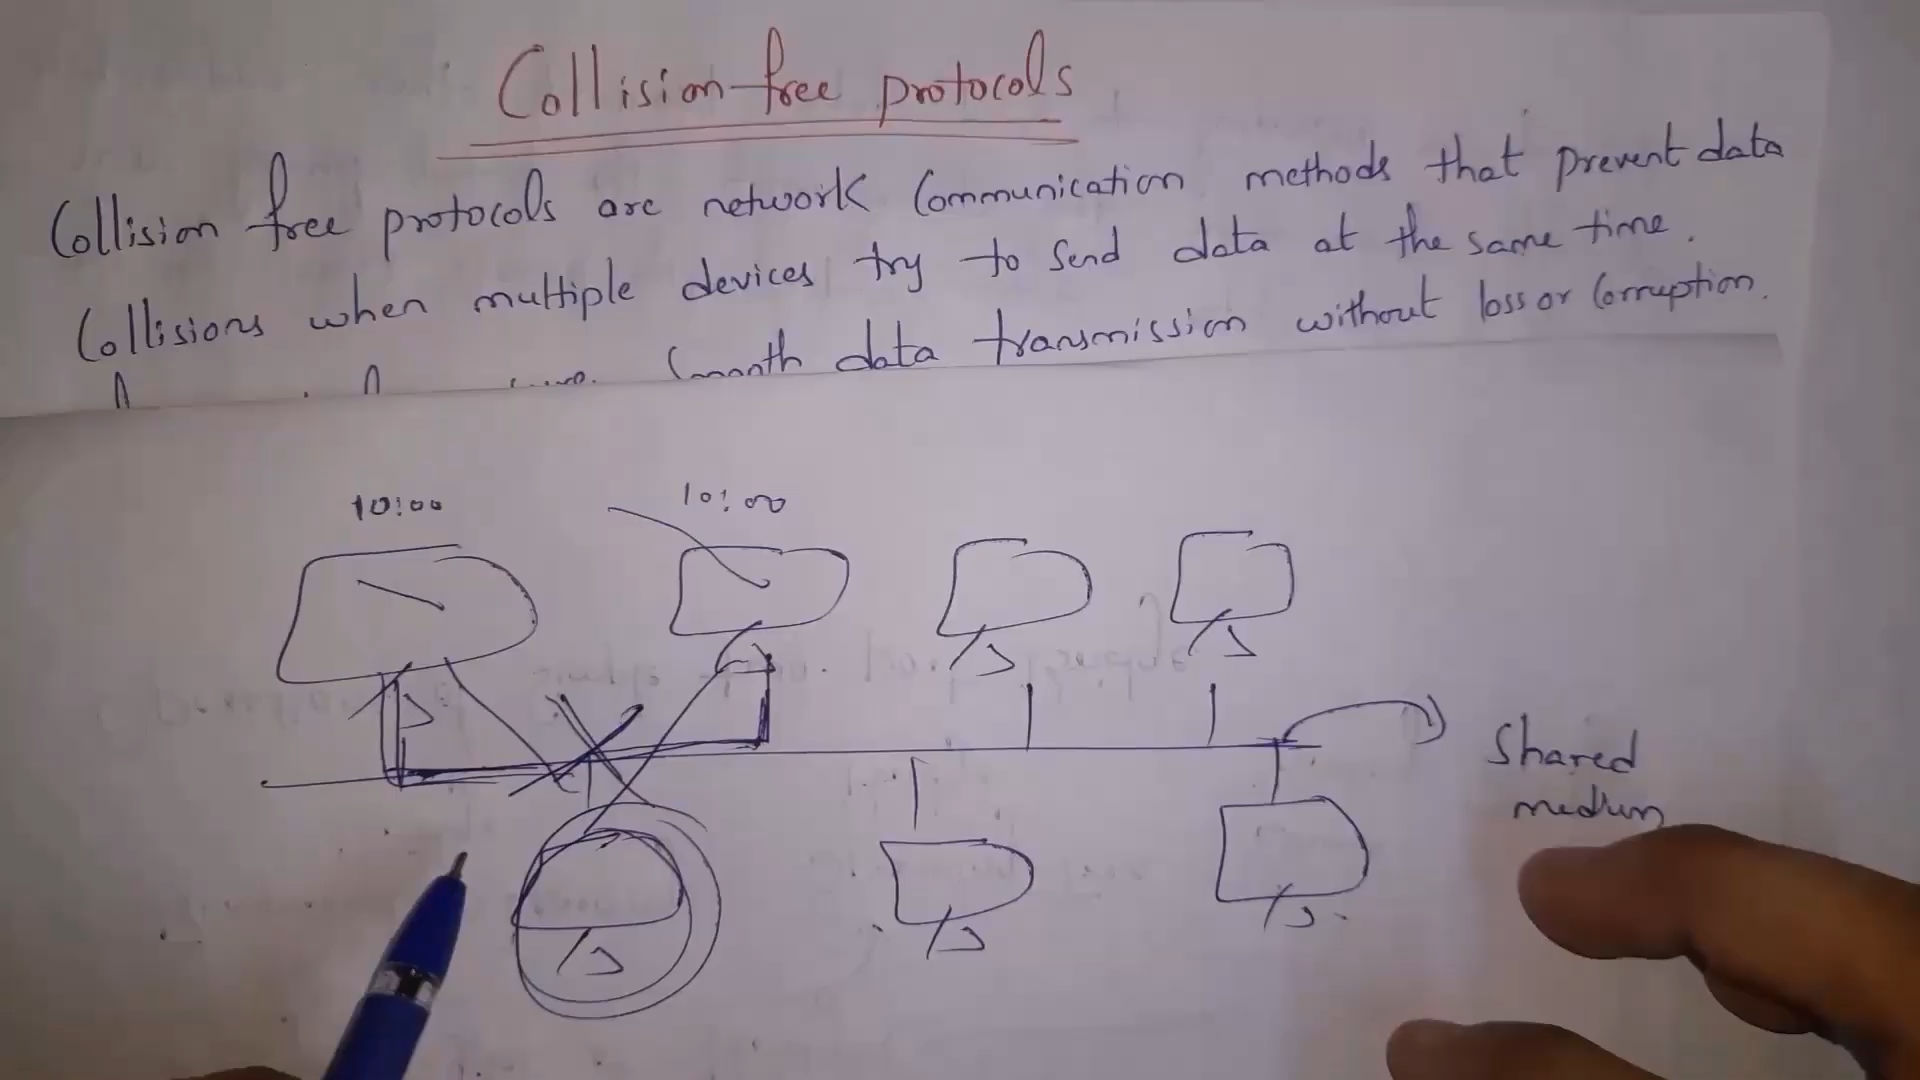 Collision-free protocols
Collision free protocols are network Communication methods that prevent data
Collisions when multiple devices try to send data at the same time.
smooth data transmission without loss or Corruption.
10:00
10:00
Shared
medium